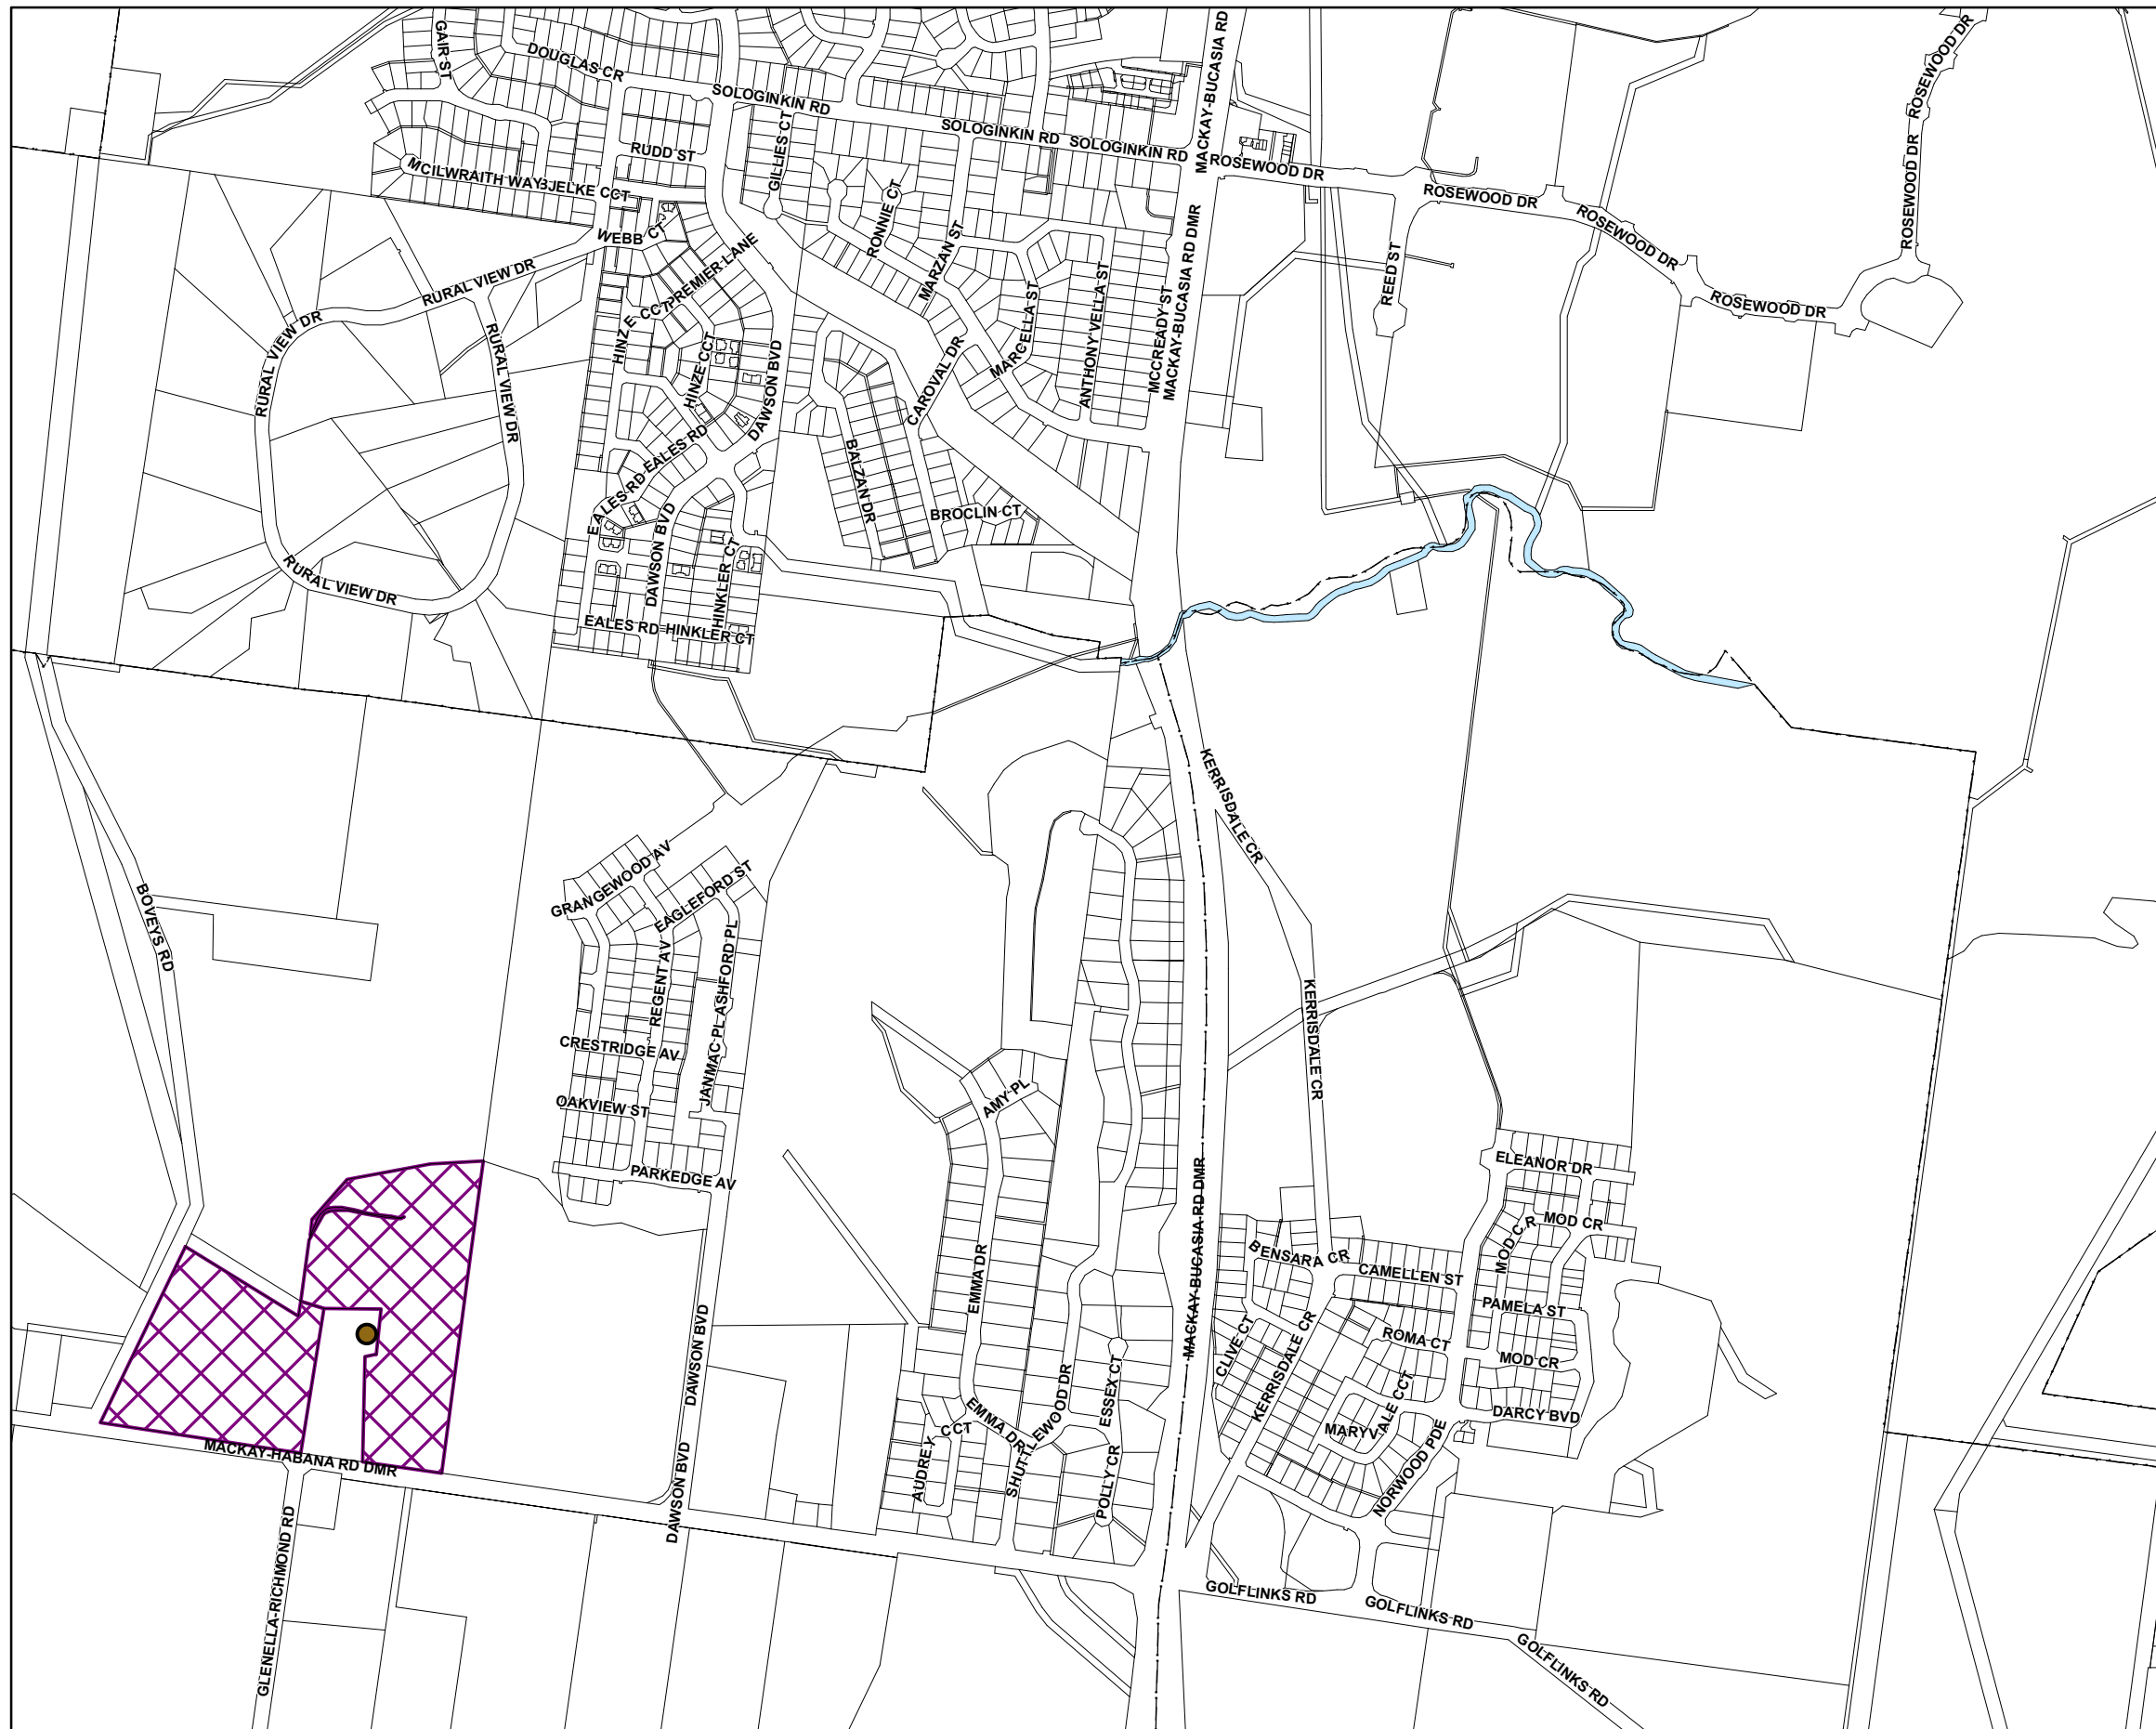 GAIR ST
DOUGLAS CR
SOLOGINKIN RD
MACKAY-BUCASIA RD
ROSEWOOD DR
ROSEWOOD DR
ROSEWOOD DR
SOLOGINKIN RD
SOLOGINKIN RD
ROSEWOOD DR
ROSEWOOD DR
ROSEWOOD DR
ROSEWOOD DR
RUDD ST
GILLIES CT
MCILWRAITH WAY
BJELKE CCT
WEBB CT
PREMIER LANE
RONNIE CT
MARZAN ST
MARCELLA ST
ANTHONY VELLA ST
MCCREADY ST
MACKAY-BUCASIA RD DMR
REED ST
RURAL VIEW DR
RURAL VIEW DR
RURAL VIEW DR
RURAL VIEW DR
RURAL VIEW DR
HINZE CCT
HINZE CCT
DAWSON BVD
CAROVAL DR
BALZAN DR
BROCLIN CT
EALES RD
EALES RD
DAWSON BVD
HINKLER CT
EALES RD
HINKLER CT
KERRISDALE CR
KERRISDALE CR
BOVEYS RD
GRANGEWOOD AV
EAGLEFORD ST
REGENT AV
ASHFORD PL
JANMAC PL
CRESTRIDGE AV
OAKVIEW ST
PARKEDGE AV
AMY PL
EMMA DR
MACKAY-BUCASIA RD DMR
ELEANOR DR
MOD CR
MOD CR
BENSARA CR
CAMELLEN ST
PAMELA ST
CLIVE CT
KERRISDALE CR
ROMA CT
MOD CR
DARCY BVD
MARYVALE CCT
NORWOOD PDE
DAWSON BVD
DAWSON BVD
DAWSON BVD
EMMA DR
AUDREY CCT
SHUTTLEWOOD DR
ESSEX CT
POLLY CR
MACKAY-HABANA RD DMR
GLENELLA-RICHMOND RD
GOLFLINKS RD
GOLFLINKS RD
GOLFLINKS RD